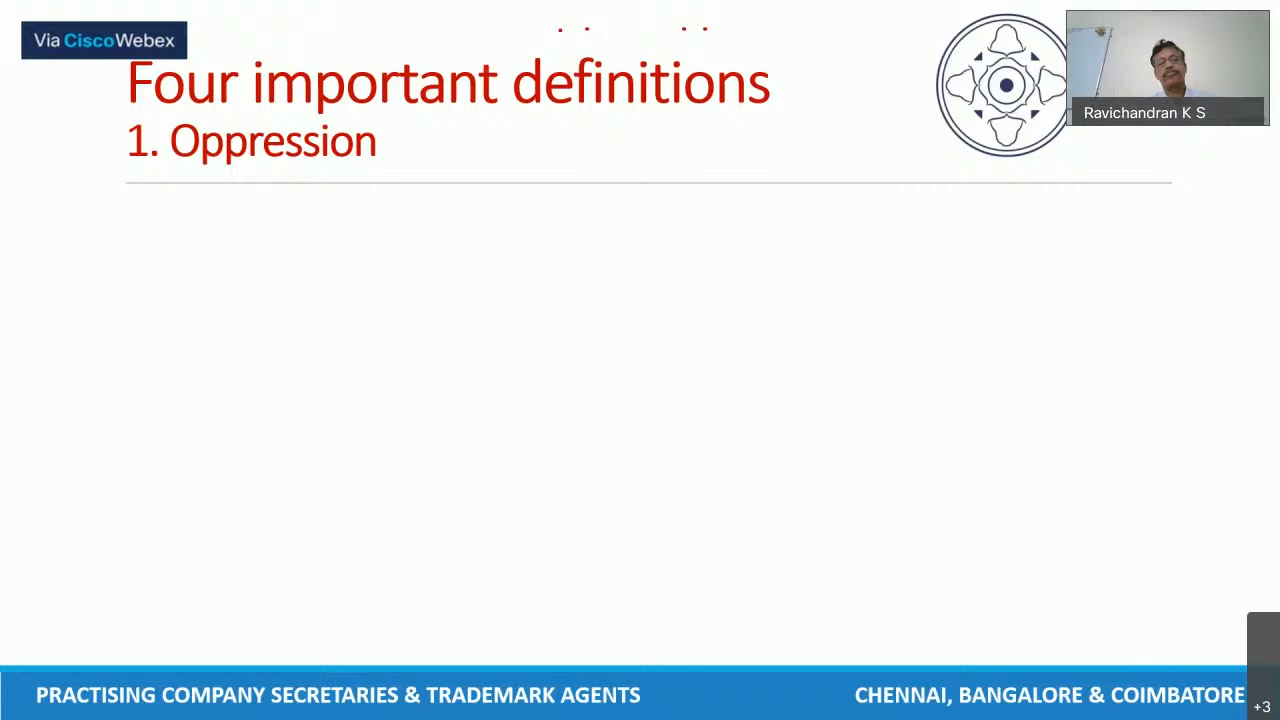 Via CiscoWebex
Four important definitions
1. Oppression
Ravichandran K S
PRACTISING COMPANY SECRETARIES & TRADEMARK AGENTS
CHENNAI, BANGALORE & COIMBATORE
+3